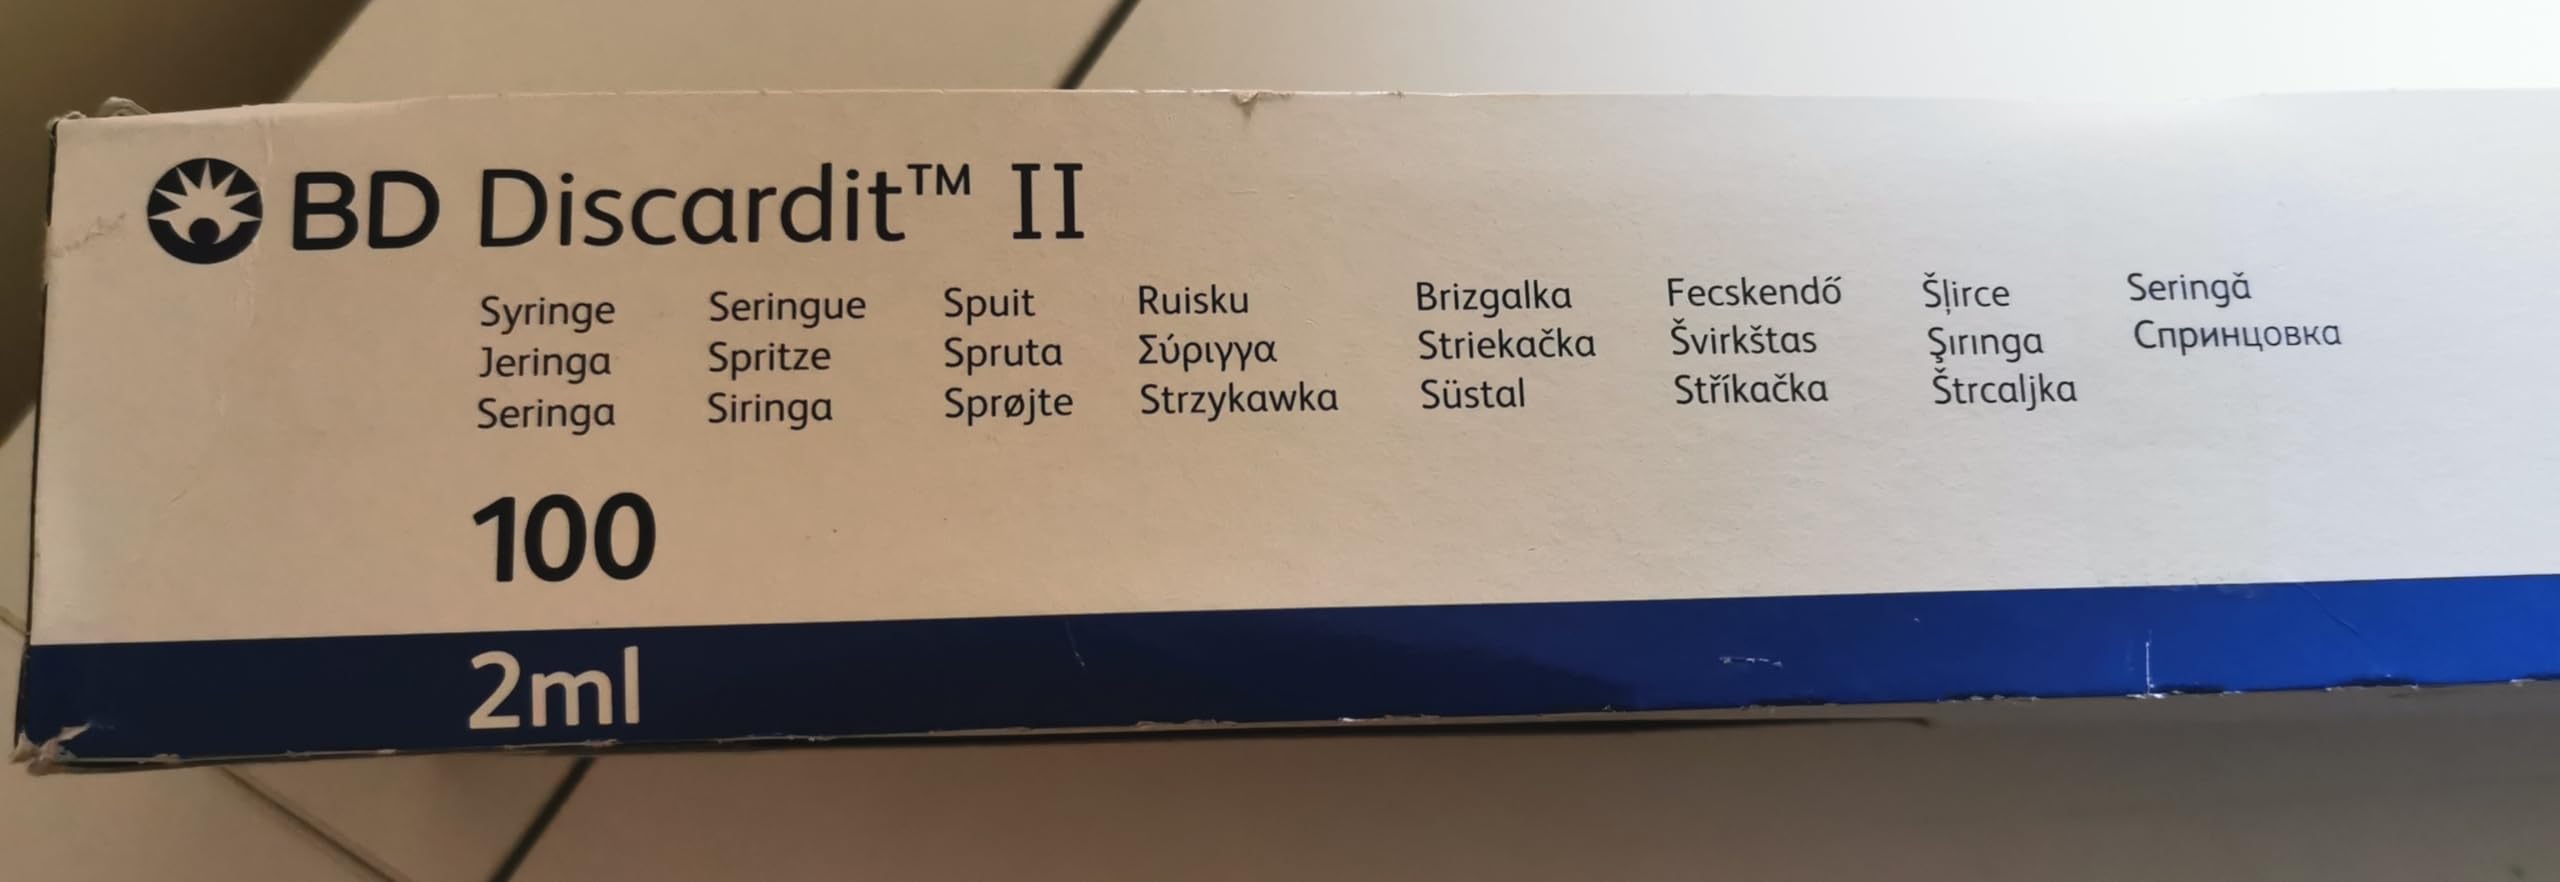 BD Discardit™ II
Syringe Seringue Spuit Ruisku Brizgalka Fecskendő Šļirce Seringă
Jeringa Spritze Spruta Σύριγγα Striekačka Švirkštas Şırınga Спринцовка
Seringa Siringa Sprøjte Strzykawka Süstal Stříkačka Štrcaljka
100
2ml